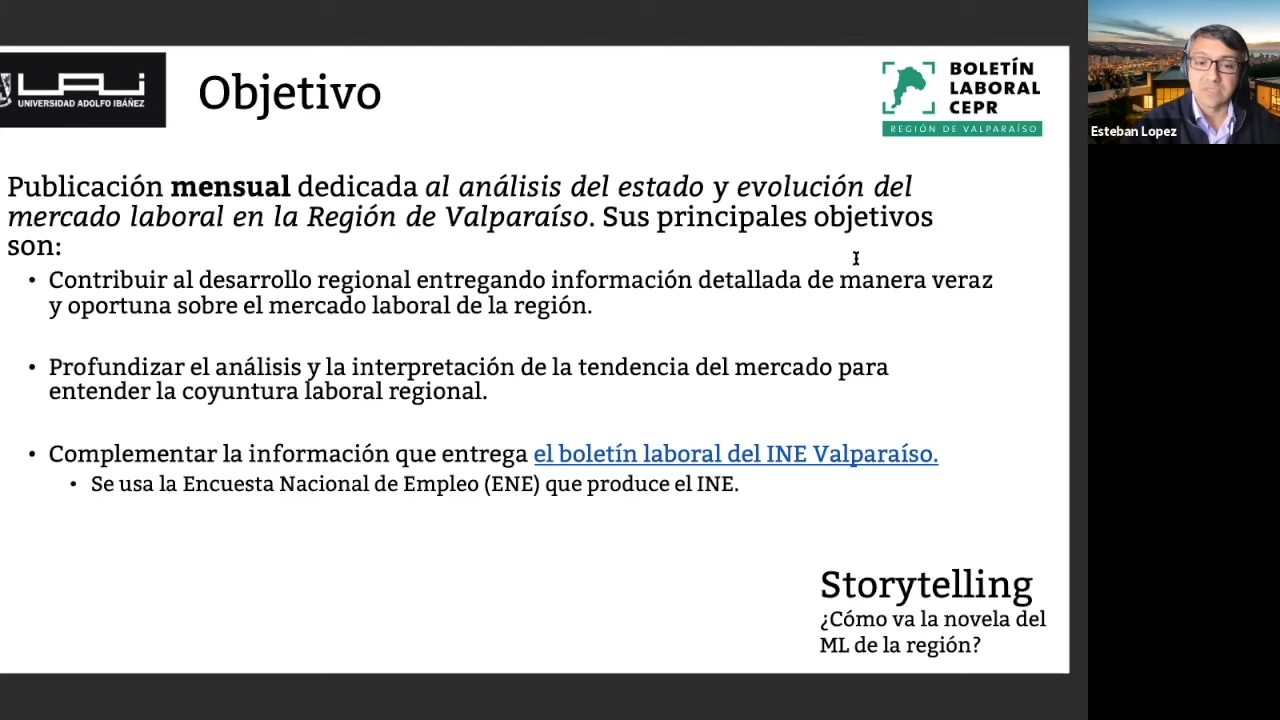 UAI
UNIVERSIDAD ADOLFO IBÁÑEZ
Objetivo
BOLETÍN
LABORAL
CEPR
REGIÓN DE VALPARAÍSO
Esteban Lopez
Publicación mensual dedicada al análisis del estado y evolución del
mercado laboral en la Región de Valparaíso. Sus principales objetivos
son:
• Contribuir al desarrollo regional entregando información detallada de manera veraz
y oportuna sobre el mercado laboral de la región.
• Profundizar el análisis y la interpretación de la tendencia del mercado para
entender la coyuntura laboral regional.
• Complementar la información que entrega el boletín laboral del INE Valparaíso.
• Se usa la Encuesta Nacional de Empleo (ENE) que produce el INE.
Storytelling
¿Cómo va la novela del
ML de la región?